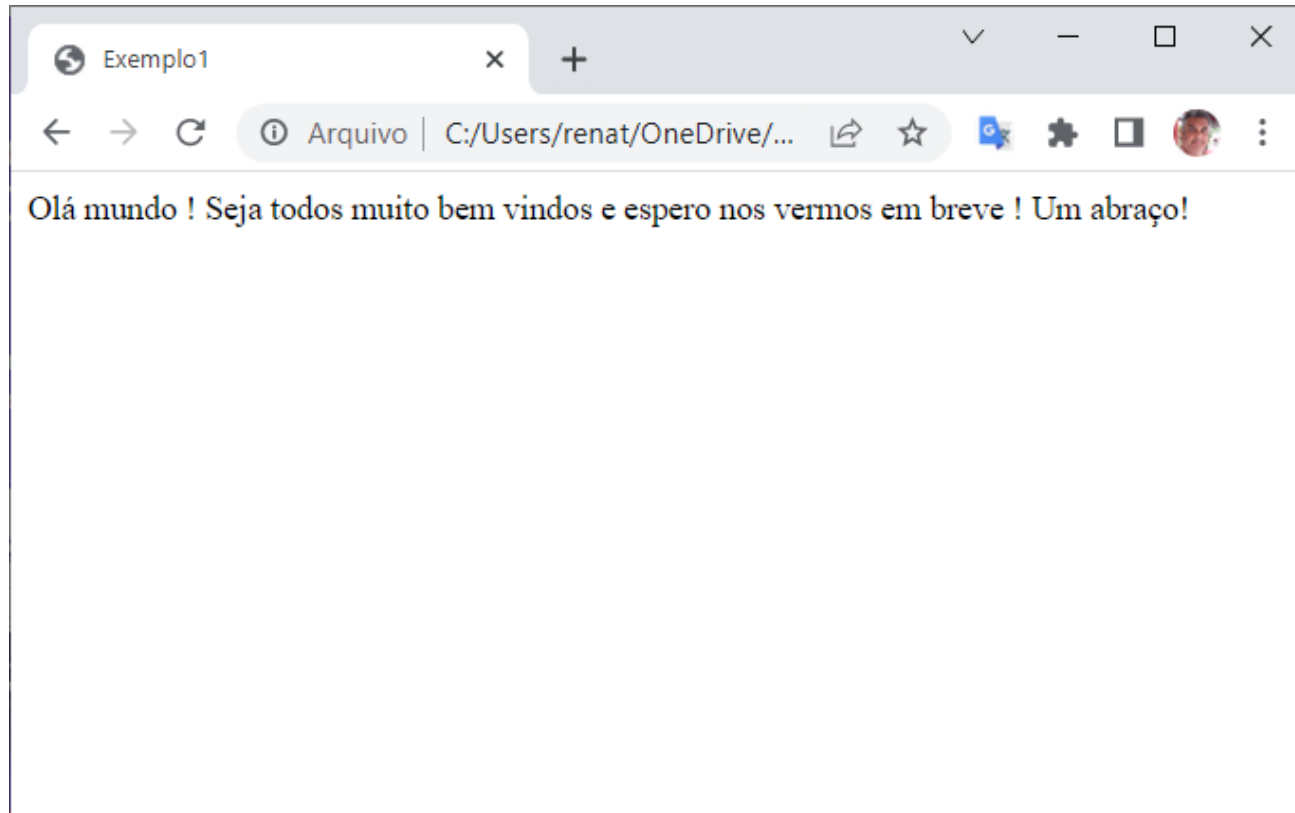 Exemplo1
Arquivo C:/Users/renat/OneDrive/...
Olá mundo ! Seja todos muito bem vindos e espero nos vermos em breve ! Um abraço!